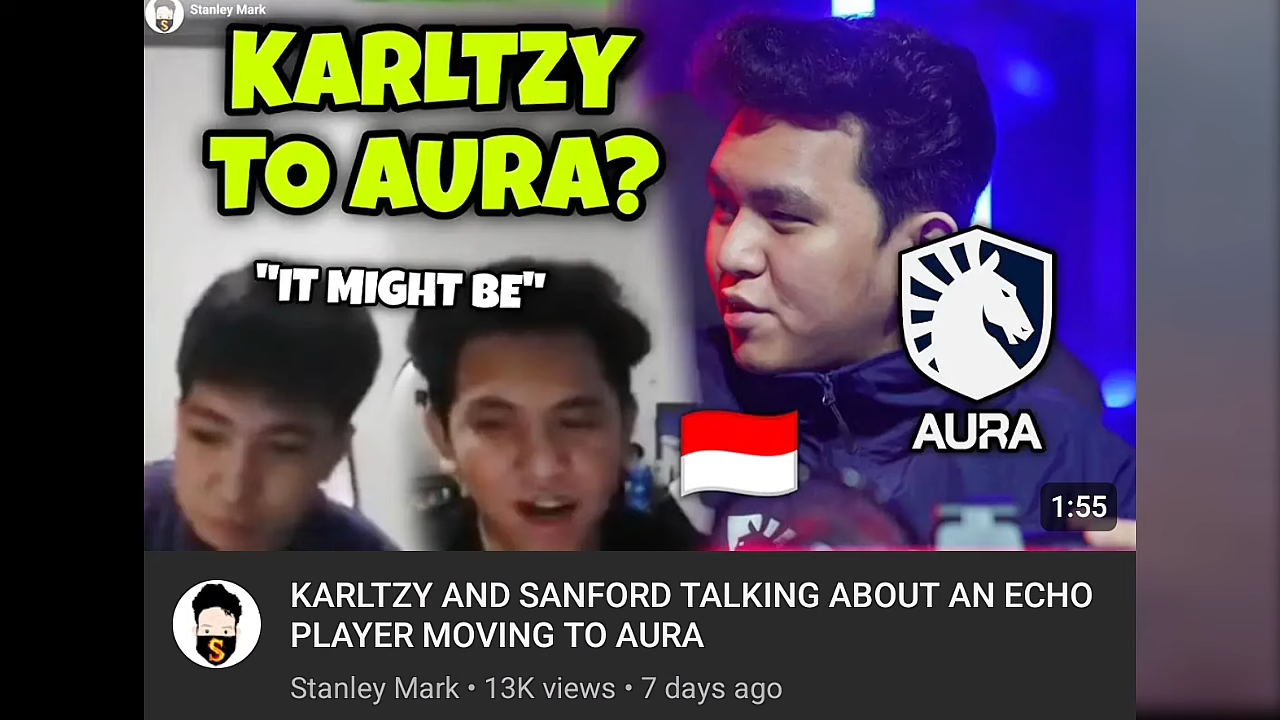 Stanley Mark
KARLTZY
TO AURA?
"IT MIGHT BE"
AURA
1:55
S
KARLTZY AND SANFORD TALKING ABOUT AN ECHO
PLAYER MOVING TO AURA
Stanley Mark • 13K views • 7 days ago